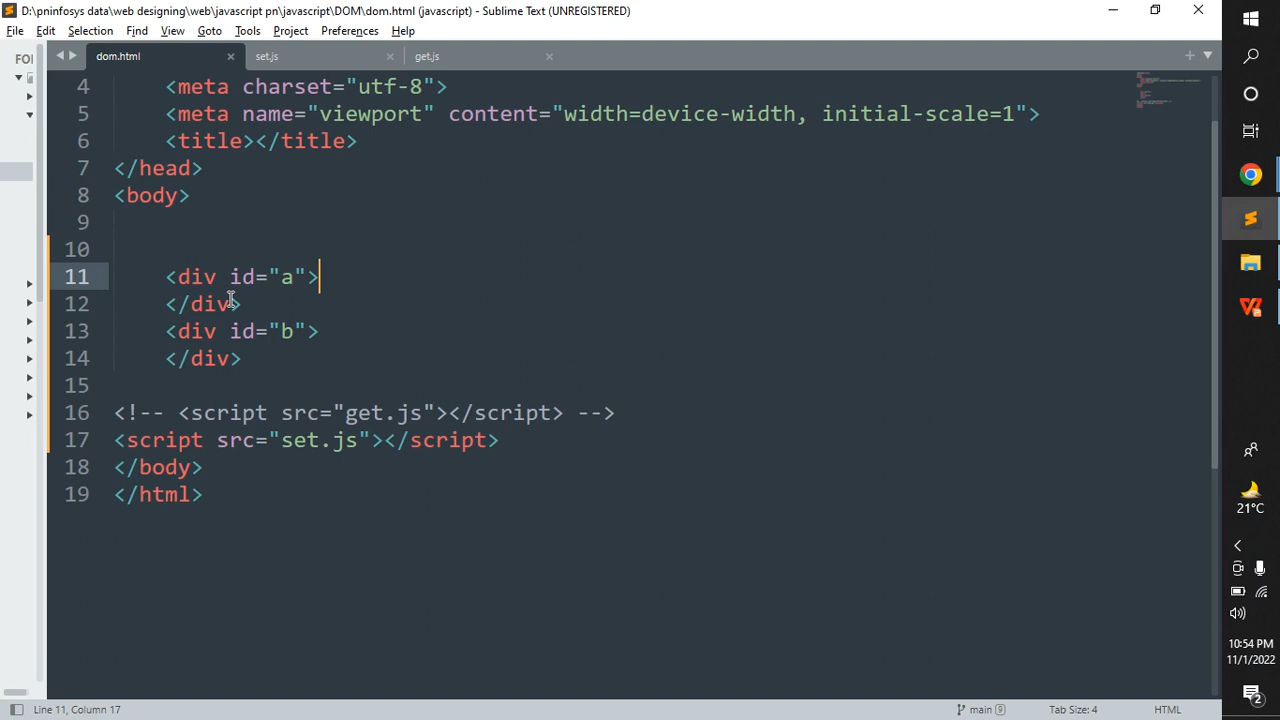 D:\pninfosys data\web designing\web\javascript pn\javascript\DOM\dom.html (javascript) - Sublime Text (UNREGISTERED)
File Edit Selection Find View Goto Tools Project Preferences Help
FOI
dom.html
set.js
get.js
4 <meta charset="utf-8">
5 <meta name="viewport" content="width=device-width, initial-scale=1">
6 <title></title>
7 </head>
8 <body>
9
10
11 <div id="a">
12 </div>
13 <div id="b">
14 </div>
15
16 <!-- <script src="get.js"></script> -->
17 <script src="set.js"></script>
18 </body>
19 </html>
21°C
10:54 PM
11/1/2022
2
Line 11, Column 17
main 9
Tab Size: 4
HTML